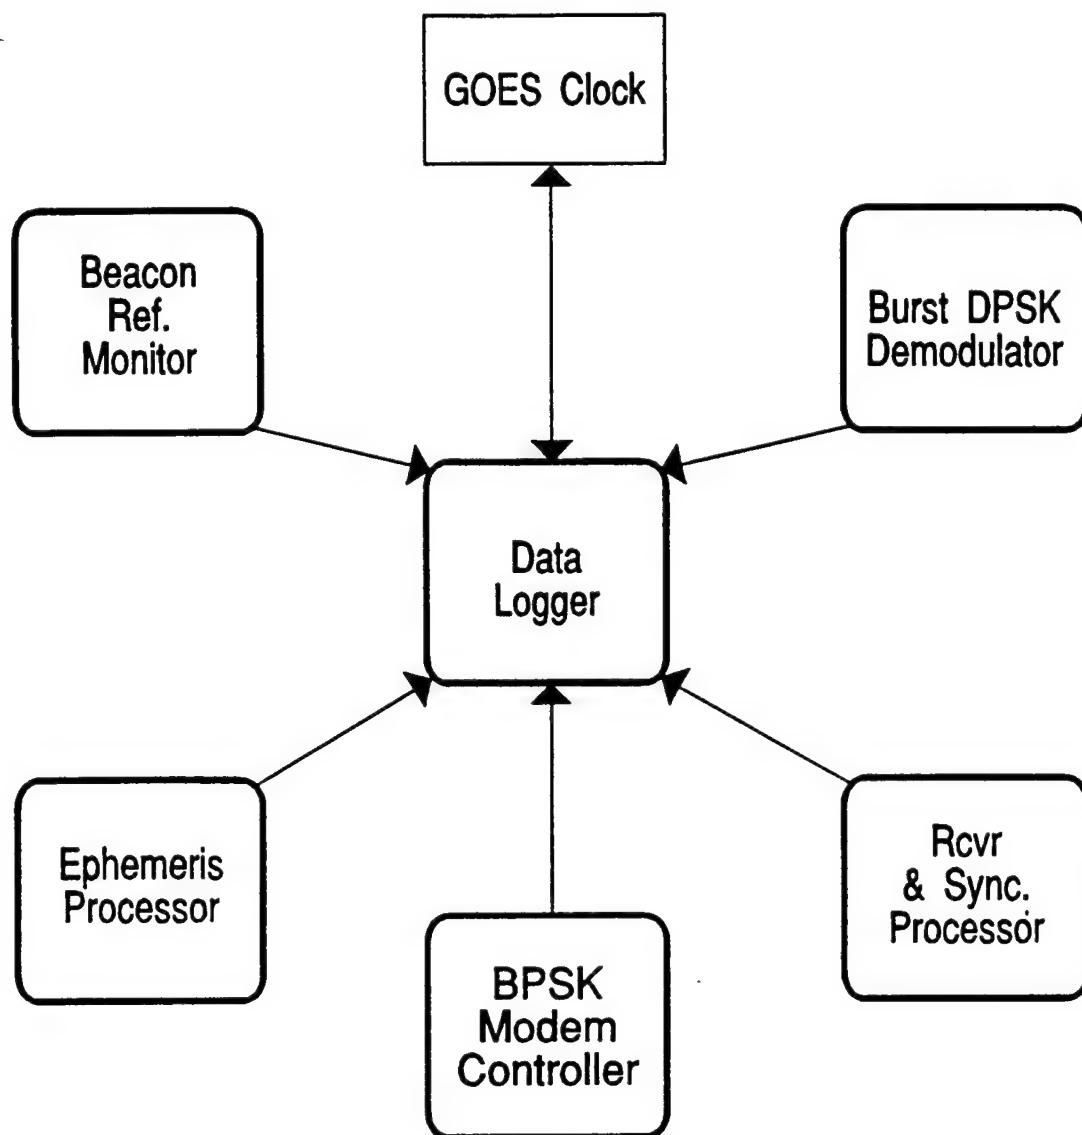 GOES Clock
Beacon
Ref.
Monitor
Burst DPSK
Demodulator
Data
Logger
Ephemeris
Processor
BPSK
Modem
Controller
Rcvr
& Sync.
Processor